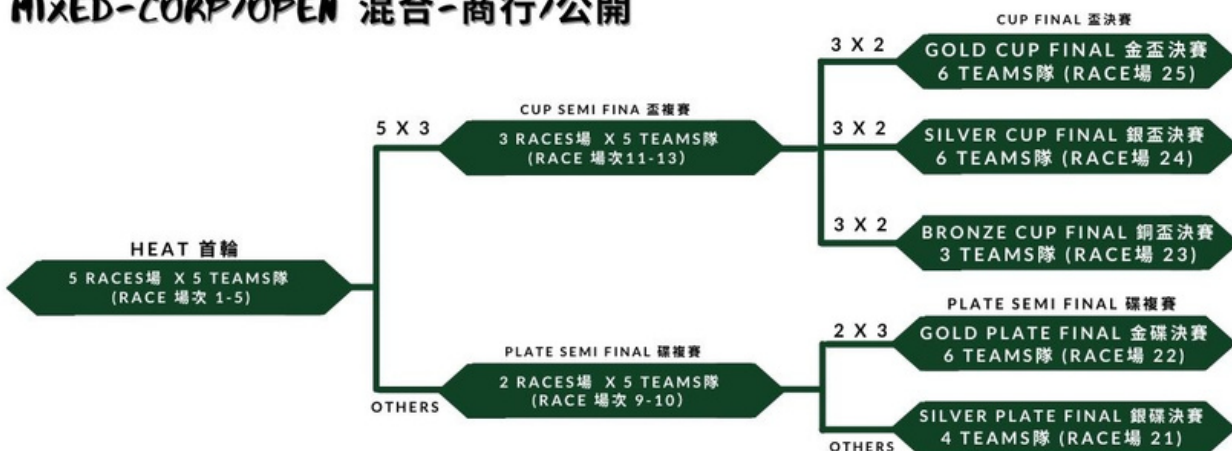 MIXED-CORP/OPEN 混合-商行/公開
HEAT 首輪
5 RACES場 X 5 TEAMS隊
(RACE 場次 1-5)
5 X 3
CUP SEMI FINA 盃複賽
3 RACES場 X 5 TEAMS隊
(RACE 場次11-13)
OTHERS
PLATE SEMI FINAL 碟複賽
2 RACES場 X 5 TEAMS隊
(RACE 場次 9-10)
CUP FINAL 盃決賽
3 X 2
GOLD CUP FINAL 金盃決賽
6 TEAMS隊 (RACE場 25)
3 X 2
SILVER CUP FINAL 銀盃決賽
6 TEAMS隊 (RACE場 24)
3 X 2
BRONZE CUP FINAL 銅盃決賽
3 TEAMS隊 (RACE場 23)
PLATE SEMI FINAL 碟複賽
2 X 3
GOLD PLATE FINAL 金碟決賽
6 TEAMS隊 (RACE場 22)
OTHERS
SILVER PLATE FINAL 銀碟決賽
4 TEAMS隊 (RACE場 21)